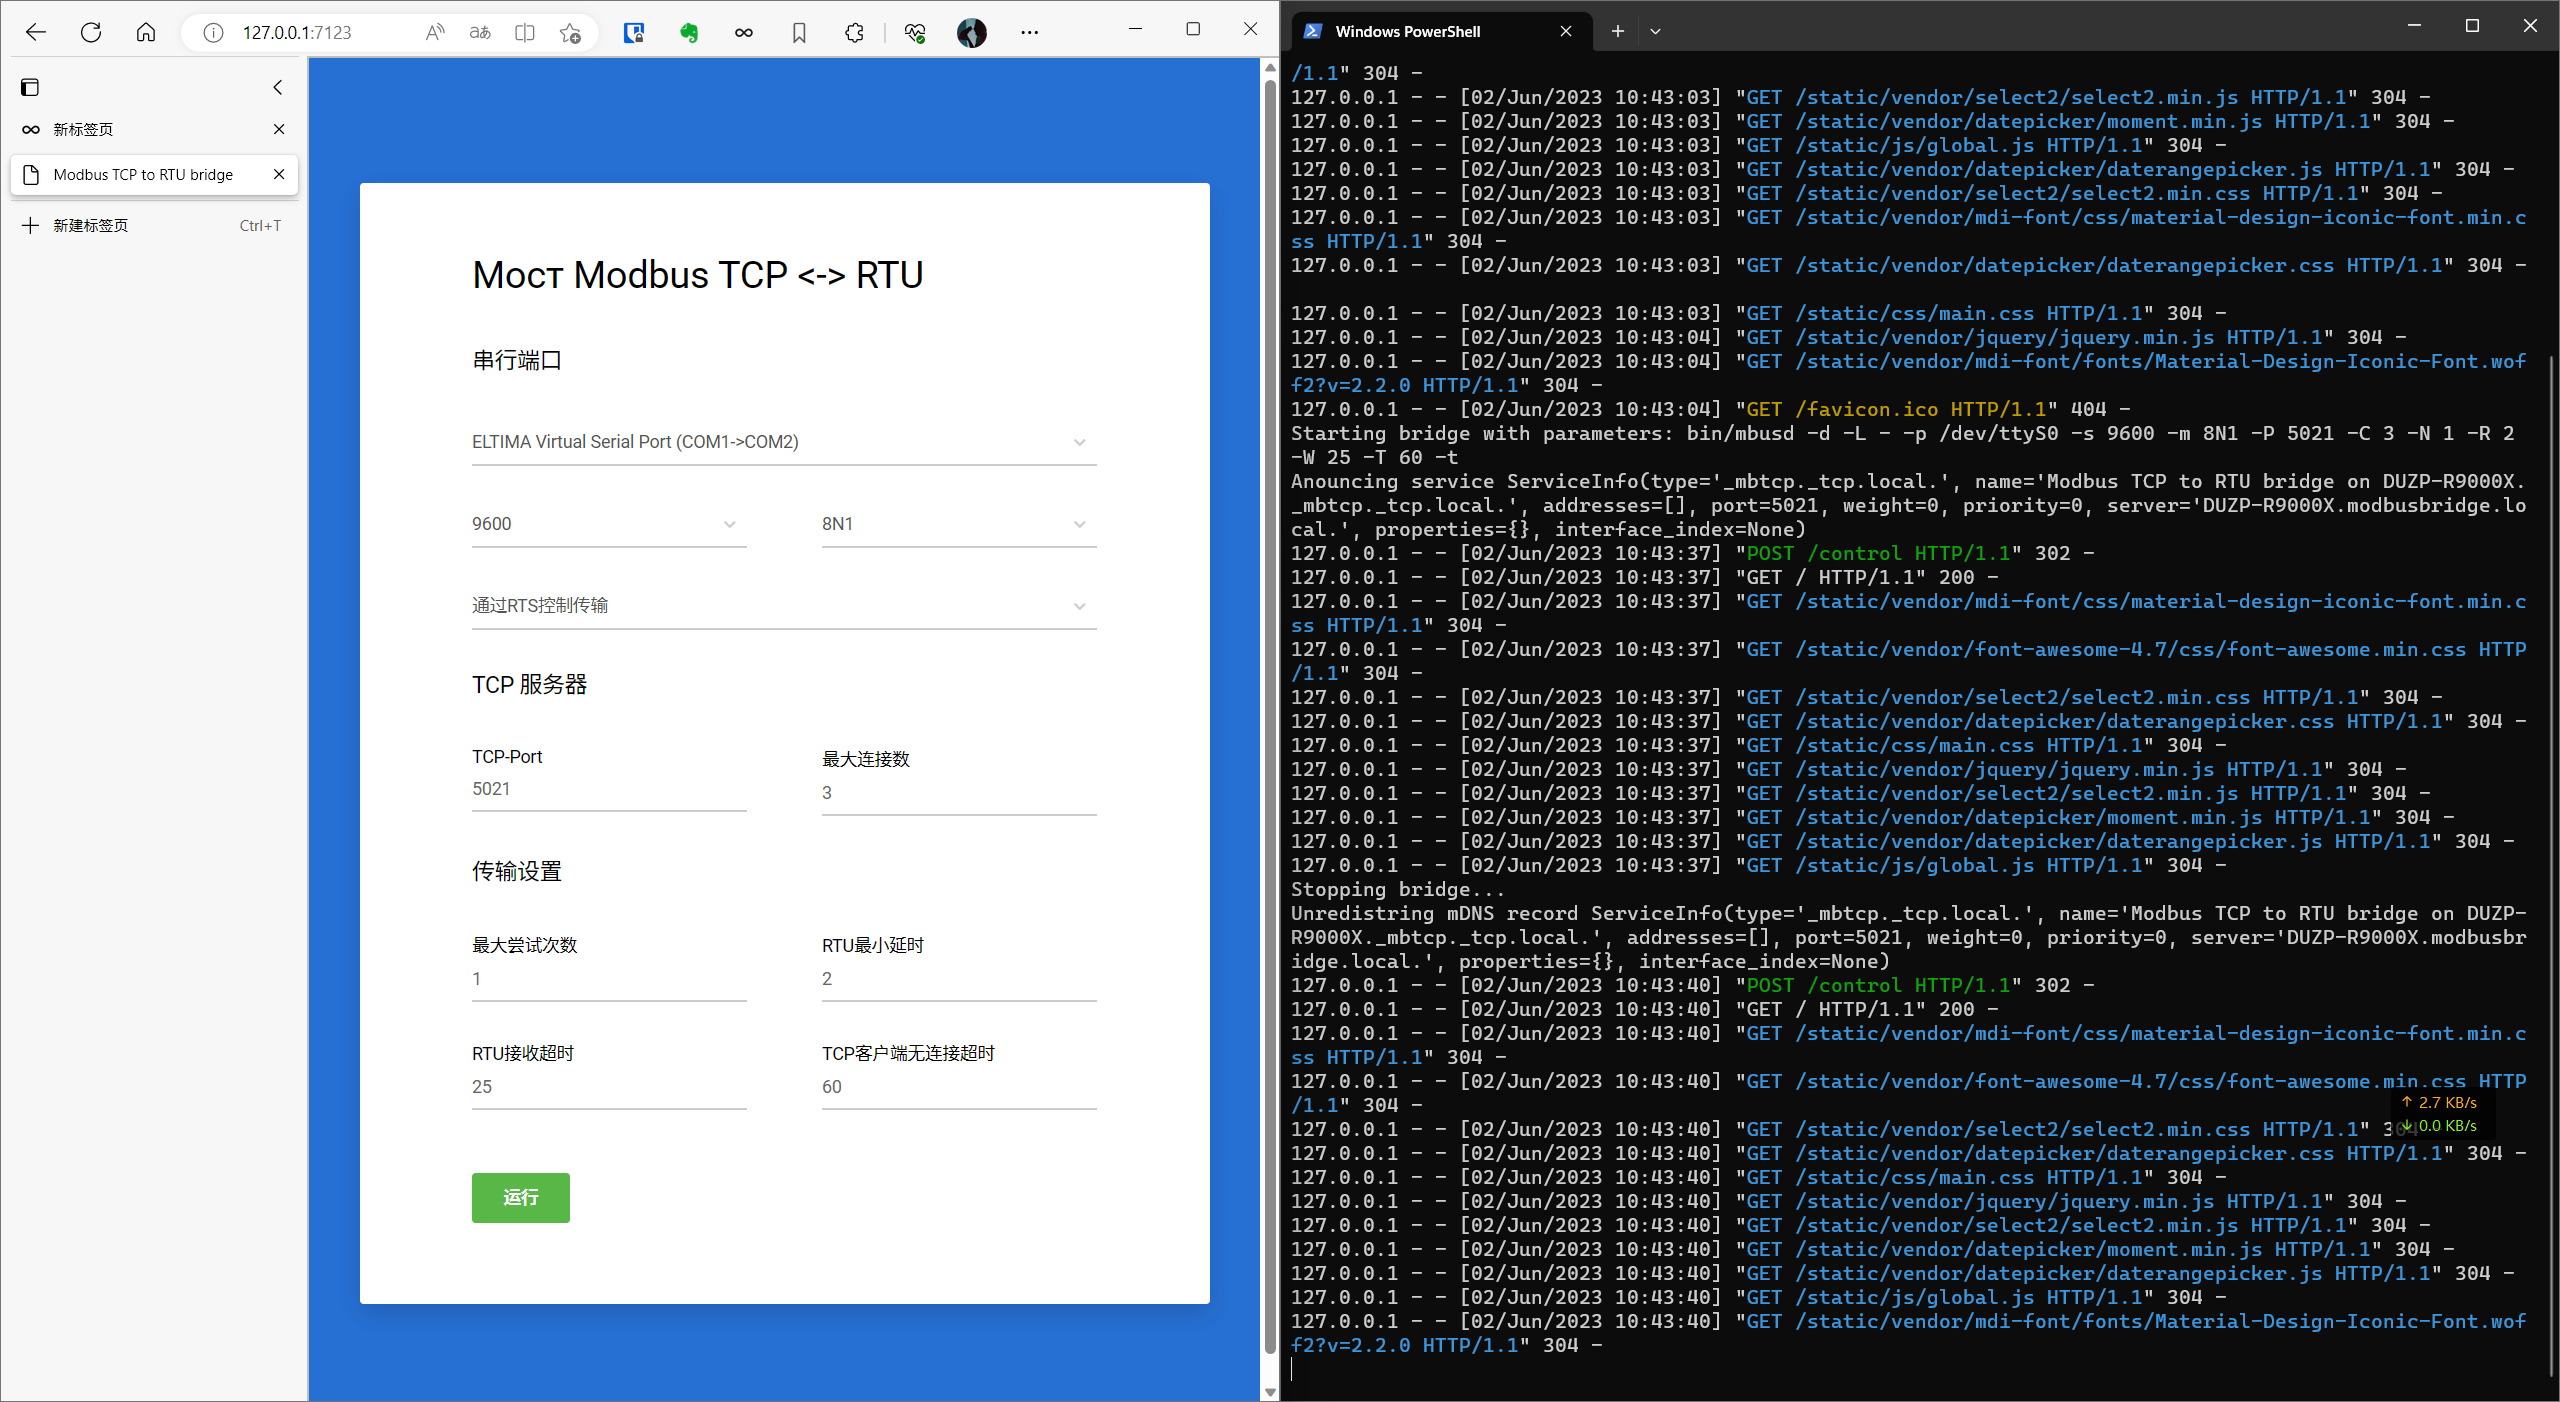 127.0.0.1:7123
新标签页
Modbus TCP to RTU bridge
新建标签页 Ctrl+T
Мост Modbus TCP <-> RTU
串行端口
ELTIMA Virtual Serial Port (COM1->COM2)
9600 8N1
通过RTS控制传输
TCP 服务器
TCP-Port 最大连接数
5021 3
传输设置
最大尝试次数 RTU最小延时
1 2
RTU接收超时 TCP客户端无连接超时
25 60
运行
Windows PowerShell
/1.1" 304 -
127.0.0.1 - - [02/Jun/2023 10:43:03] "GET /static/vendor/select2/select2.min.js HTTP/1.1" 304 -
127.0.0.1 - - [02/Jun/2023 10:43:03] "GET /static/vendor/datepicker/moment.min.js HTTP/1.1" 304 -
127.0.0.1 - - [02/Jun/2023 10:43:03] "GET /static/js/global.js HTTP/1.1" 304 -
127.0.0.1 - - [02/Jun/2023 10:43:03] "GET /static/vendor/datepicker/daterangepicker.js HTTP/1.1" 304 -
127.0.0.1 - - [02/Jun/2023 10:43:03] "GET /static/vendor/select2/select2.min.css HTTP/1.1" 304 -
127.0.0.1 - - [02/Jun/2023 10:43:03] "GET /static/vendor/mdi-font/css/material-design-iconic-font.min.c
ss HTTP/1.1" 304 -
127.0.0.1 - - [02/Jun/2023 10:43:03] "GET /static/vendor/datepicker/daterangepicker.css HTTP/1.1" 304 -
127.0.0.1 - - [02/Jun/2023 10:43:03] "GET /static/css/main.css HTTP/1.1" 304 -
127.0.0.1 - - [02/Jun/2023 10:43:04] "GET /static/vendor/jquery/jquery.min.js HTTP/1.1" 304 -
127.0.0.1 - - [02/Jun/2023 10:43:04] "GET /static/vendor/mdi-font/fonts/Material-Design-Iconic-Font.wof
f2?v=2.2.0 HTTP/1.1" 304 -
127.0.0.1 - - [02/Jun/2023 10:43:04] "GET /favicon.ico HTTP/1.1" 404 -
Starting bridge with parameters: bin/mbusd -d -L - -p /dev/ttyS0 -s 9600 -m 8N1 -P 5021 -C 3 -N 1 -R 2
-W 25 -T 60 -t
Anouncing service ServiceInfo(type='_mbtcp._tcp.local.', name='Modbus TCP to RTU bridge on DUZP-R9000X.
_mbtcp._tcp.local.', addresses=[], port=5021, weight=0, priority=0, server='DUZP-R9000X.modbusbridge.lo
cal.', properties={}, interface_index=None)
127.0.0.1 - - [02/Jun/2023 10:43:37] "POST /control HTTP/1.1" 302 -
127.0.0.1 - - [02/Jun/2023 10:43:37] "GET / HTTP/1.1" 200 -
127.0.0.1 - - [02/Jun/2023 10:43:37] "GET /static/vendor/mdi-font/css/material-design-iconic-font.min.c
ss HTTP/1.1" 304 -
127.0.0.1 - - [02/Jun/2023 10:43:37] "GET /static/vendor/font-awesome-4.7/css/font-awesome.min.css HTTP
/1.1" 304 -
127.0.0.1 - - [02/Jun/2023 10:43:37] "GET /static/vendor/select2/select2.min.css HTTP/1.1" 304 -
127.0.0.1 - - [02/Jun/2023 10:43:37] "GET /static/vendor/datepicker/daterangepicker.css HTTP/1.1" 304 -
127.0.0.1 - - [02/Jun/2023 10:43:37] "GET /static/css/main.css HTTP/1.1" 304 -
127.0.0.1 - - [02/Jun/2023 10:43:37] "GET /static/vendor/jquery/jquery.min.js HTTP/1.1" 304 -
127.0.0.1 - - [02/Jun/2023 10:43:37] "GET /static/vendor/select2/select2.min.js HTTP/1.1" 304 -
127.0.0.1 - - [02/Jun/2023 10:43:37] "GET /static/vendor/datepicker/moment.min.js HTTP/1.1" 304 -
127.0.0.1 - - [02/Jun/2023 10:43:37] "GET /static/vendor/datepicker/daterangepicker.js HTTP/1.1" 304 -
127.0.0.1 - - [02/Jun/2023 10:43:37] "GET /static/js/global.js HTTP/1.1" 304 -
Stopping bridge...
Unredistring mDNS record ServiceInfo(type='_mbtcp._tcp.local.', name='Modbus TCP to RTU bridge on DUZP-
R9000X._mbtcp._tcp.local.', addresses=[], port=5021, weight=0, priority=0, server='DUZP-R9000X.modbusbr
idge.local.', properties={}, interface_index=None)
127.0.0.1 - - [02/Jun/2023 10:43:40] "POST /control HTTP/1.1" 302 -
127.0.0.1 - - [02/Jun/2023 10:43:40] "GET / HTTP/1.1" 200 -
127.0.0.1 - - [02/Jun/2023 10:43:40] "GET /static/vendor/mdi-font/css/material-design-iconic-font.min.c
ss HTTP/1.1" 304 -
127.0.0.1 - - [02/Jun/2023 10:43:40] "GET /static/vendor/font-awesome-4.7/css/font-awesome.min.css HTTP
/1.1" 304 -
↑ 2.7 KB/s
127.0.0.1 - - [02/Jun/2023 10:43:40] "GET /static/vendor/select2/select2.min.css HTTP/1.1" 304
↓ 0.0 KB/s
127.0.0.1 - - [02/Jun/2023 10:43:40] "GET /static/vendor/datepicker/daterangepicker.css HTTP/1.1" 304 -
127.0.0.1 - - [02/Jun/2023 10:43:40] "GET /static/css/main.css HTTP/1.1" 304 -
127.0.0.1 - - [02/Jun/2023 10:43:40] "GET /static/vendor/jquery/jquery.min.js HTTP/1.1" 304 -
127.0.0.1 - - [02/Jun/2023 10:43:40] "GET /static/vendor/select2/select2.min.js HTTP/1.1" 304 -
127.0.0.1 - - [02/Jun/2023 10:43:40] "GET /static/vendor/datepicker/moment.min.js HTTP/1.1" 304 -
127.0.0.1 - - [02/Jun/2023 10:43:40] "GET /static/vendor/datepicker/daterangepicker.js HTTP/1.1" 304 -
127.0.0.1 - - [02/Jun/2023 10:43:40] "GET /static/js/global.js HTTP/1.1" 304 -
127.0.0.1 - - [02/Jun/2023 10:43:40] "GET /static/vendor/mdi-font/fonts/Material-Design-Iconic-Font.wof
f2?v=2.2.0 HTTP/1.1" 304 -